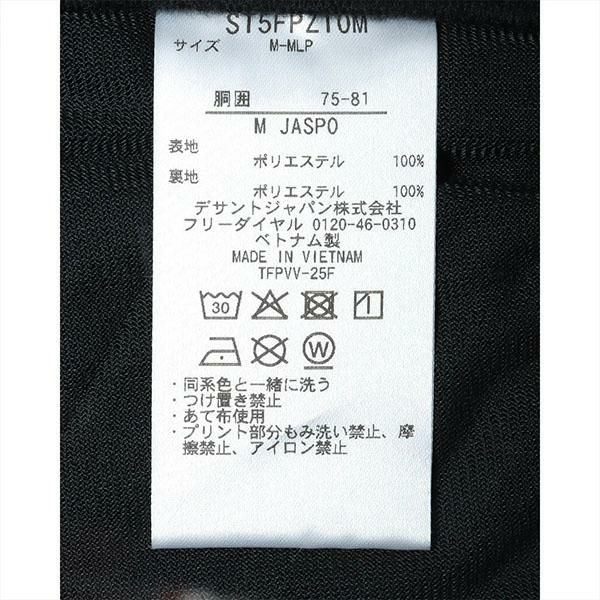 ST5FPZ10M
サイズ M-MLP
胴囲 75-81
M JASPO
表地
ポリエステル 100%
裏地
ポリエステル 100%
デサントジャパン株式会社
フリーダイヤル 0120-46-0310
ベトナム製
MADE IN VIETNAM
TFPVV-25F
30
W
・同系色と一緒に洗う
・つけ置き禁止
・あて布使用
・プリント部分もみ洗い禁止、摩
擦禁止、アイロン禁止